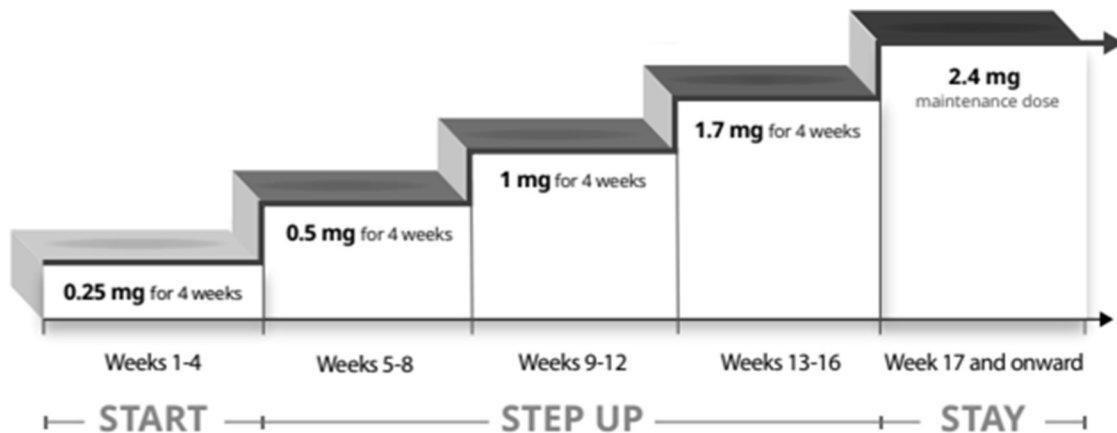 2.4 mg
maintenance dose
1.7 mg for 4 weeks
1 mg for 4 weeks
0.5 mg for 4 weeks
0.25 mg for 4 weeks
Weeks 1-4 Weeks 5-8 Weeks 9-12 Weeks 13-16 Week 17 and onward
START STEP UP STAY